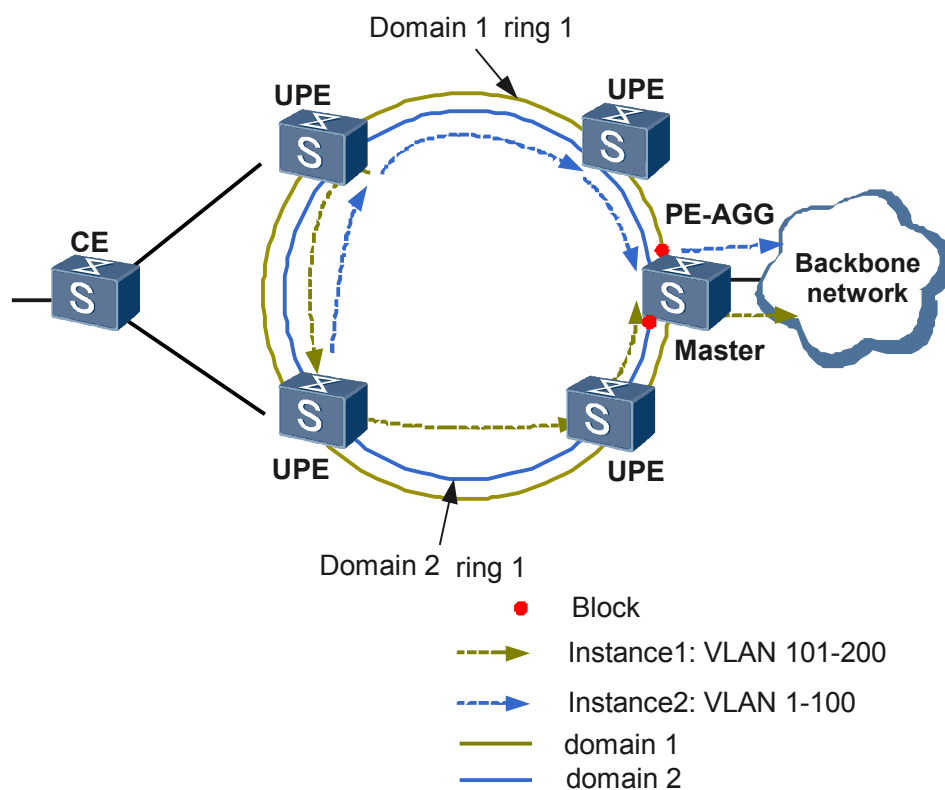 Domain 1 ring 1
UPE
UPE
S
S
PE-AGG
CE
S
S
Backbone
network
Master
S
S
UPE
UPE
Domain 2 ring 1
Block
Instance1: VLAN 101-200
Instance2: VLAN 1-100
domain 1
domain 2